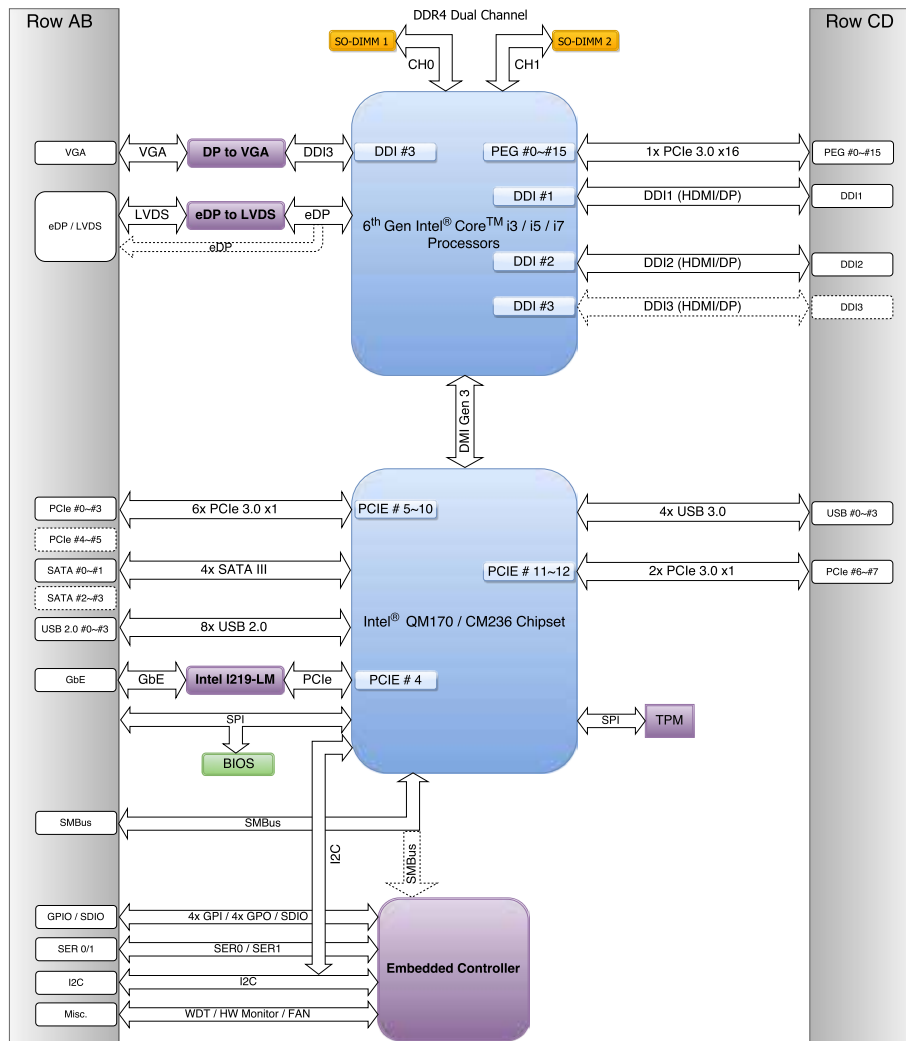 Row AB
DDR4 Dual Channel
Row CD
SO-DIMM 1
SO-DIMM 2
CH0
CH1
VGA
VGA
DP to VGA
DDI3
DDI #3
PEG #0~#15
1x PCIe 3.0 x16
PEG #0~#15
eDP / LVDS
LVDS
eDP to LVDS
eDP
eDP
DDI #1
DDI1 (HDMI/DP)
DDI1
6th Gen Intel® Core™ i3 / i5 / i7
Processors
DDI #2
DDI2 (HDMI/DP)
DDI2
DDI #3
DDI3 (HDMI/DP)
DDI3
DMI Gen 3
PCIe #0~#3
6x PCIe 3.0 x1
PCIE # 5~10
4x USB 3.0
USB #0~#3
PCIe #4~#5
SATA #0~#1
4x SATA III
PCIE # 11~12
2x PCIe 3.0 x1
PCIe #6~#7
SATA #2~#3
USB 2.0 #0~#3
8x USB 2.0
Intel® QM170 / CM236 Chipset
GbE
GbE
Intel I219-LM
PCIe
PCIE # 4
SPI
BIOS
SPI
TPM
SMBus
SMBus
I2C
SMBus
GPIO / SDIO
4x GPI / 4x GPO / SDIO
SER 0/1
SER0 / SER1
Embedded Controller
I2C
I2C
Misc.
WDT / HW Monitor / FAN